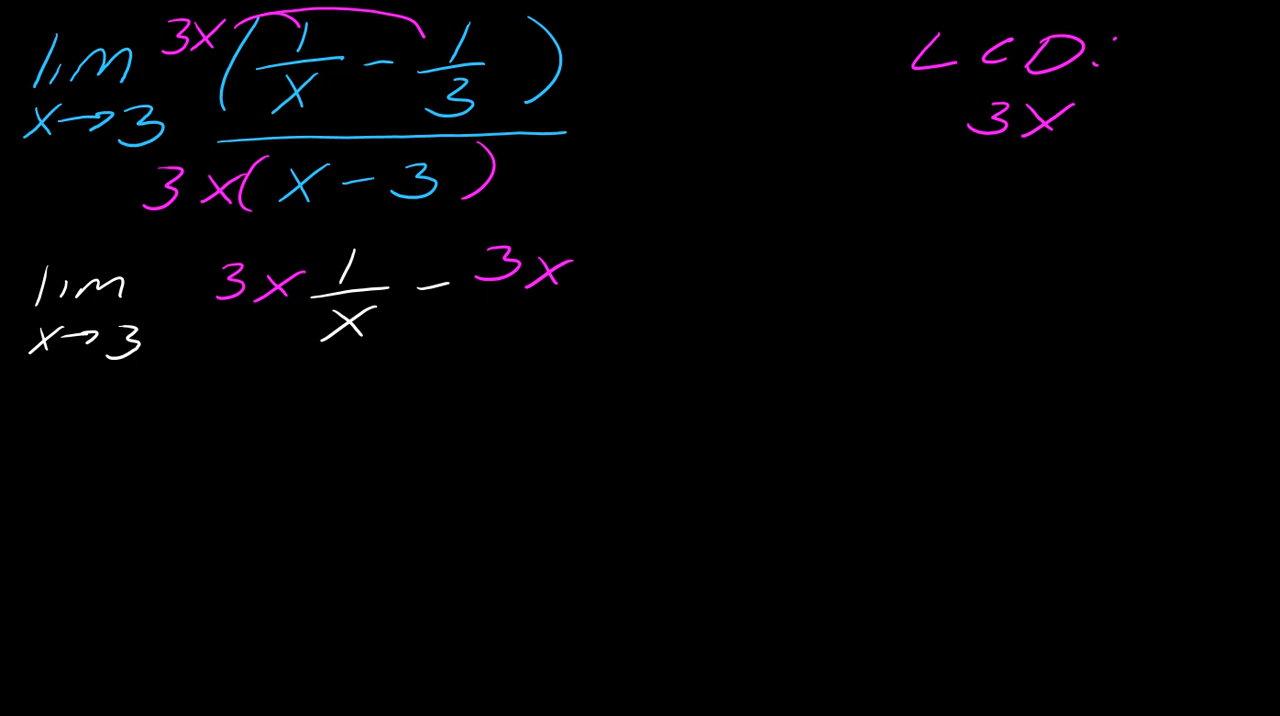 lim x→3 3x(1/x - 1/3) / 3x(x-3)
LCD:
3x
lim x→3 3x 1/x - 3x